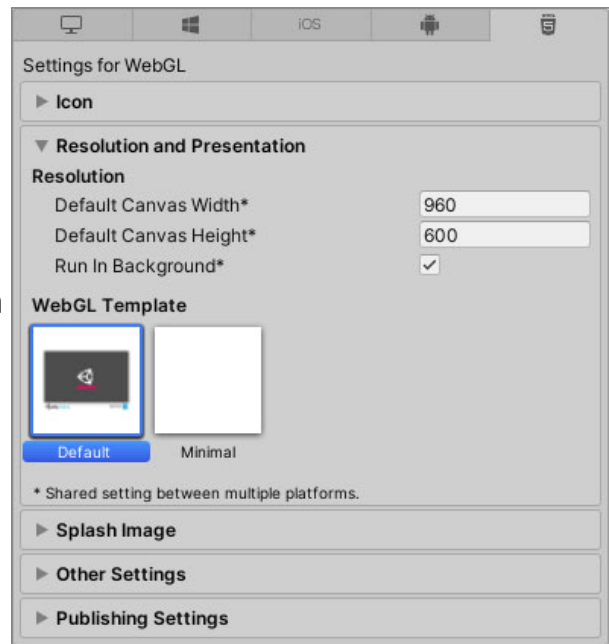 iOS
Settings for WebGL
Icon
Resolution and Presentation
Resolution
Default Canvas Width* 960
Default Canvas Height* 600
Run In Background*
WebGL Template
Default Minimal
* Shared setting between multiple platforms.
Splash Image
Other Settings
Publishing Settings